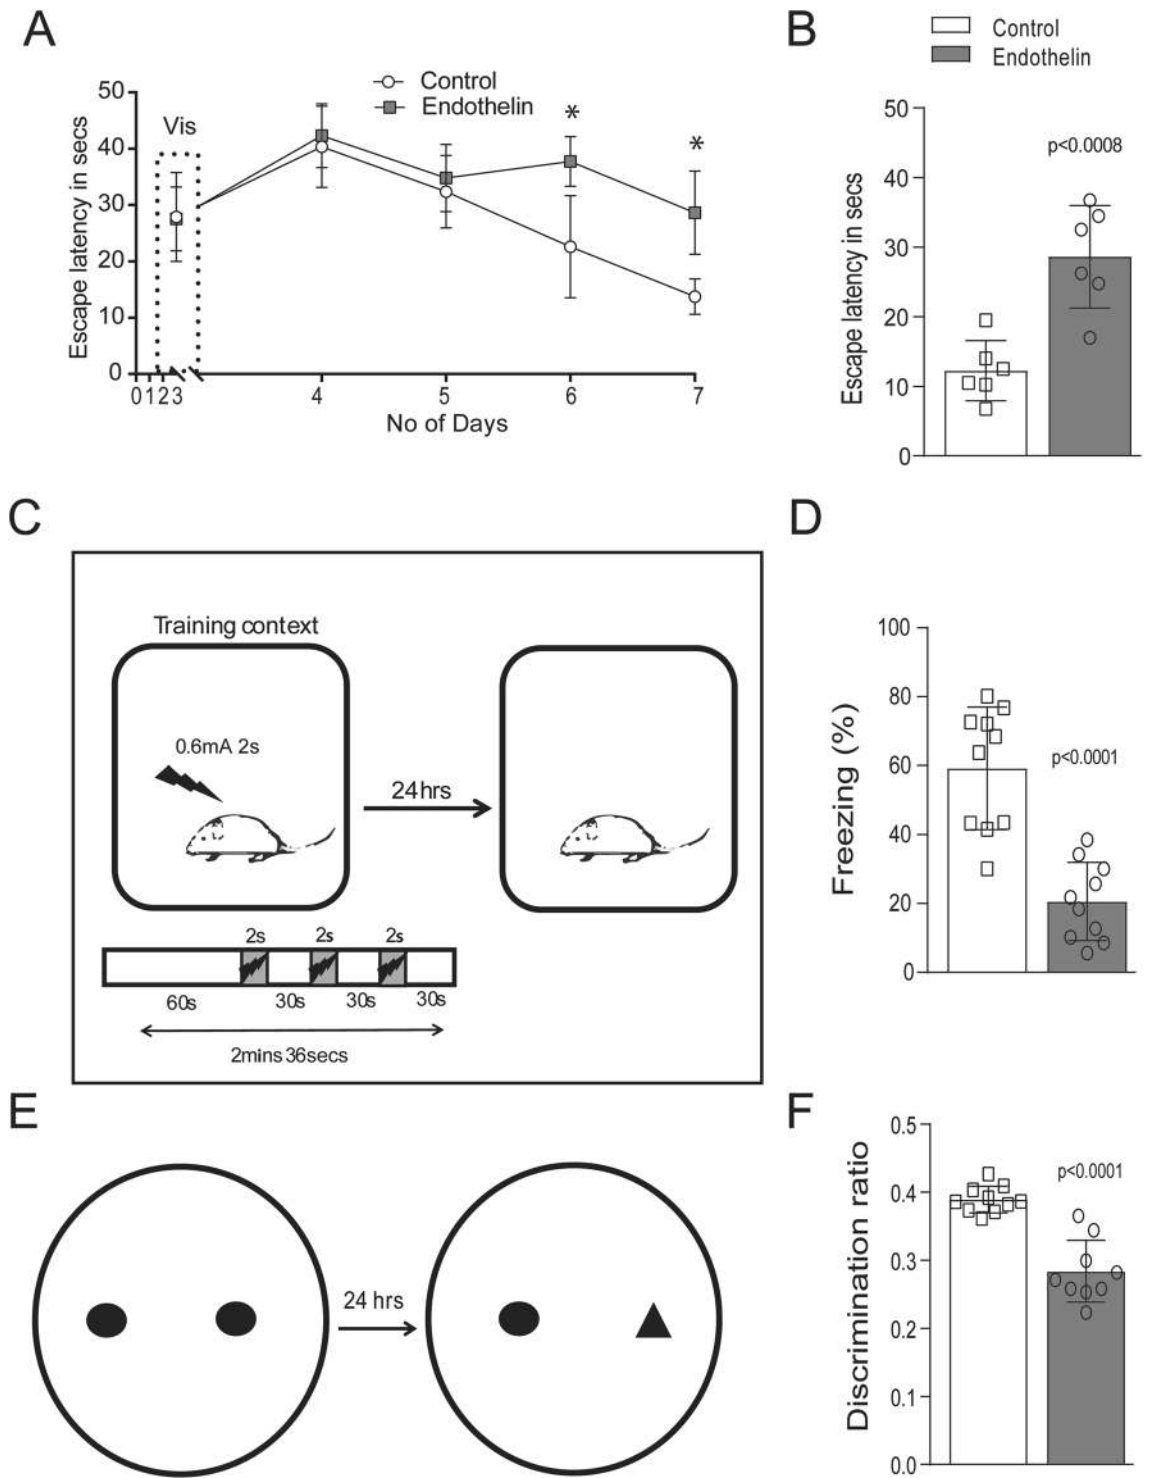 A
Control
Endothelin
Vis
Escape latency in secs
50
40
30
20
10
0
*
*
0 1 2 3 4 5 6 7
No of Days
B
Control
Endothelin
Escape latency in secs
50
40
30
20
10
0
p<0.0008
C
Training context
0.6mA 2s
24hrs
2s 2s 2s
60s 30s 30s 30s
2mins 36secs
D
Freezing (%)
100
80
60
40
20
0
p<0.0001
E
24 hrs
F
Discrimination ratio
0.5
0.4
0.3
0.2
0.1
0.0
p<0.0001